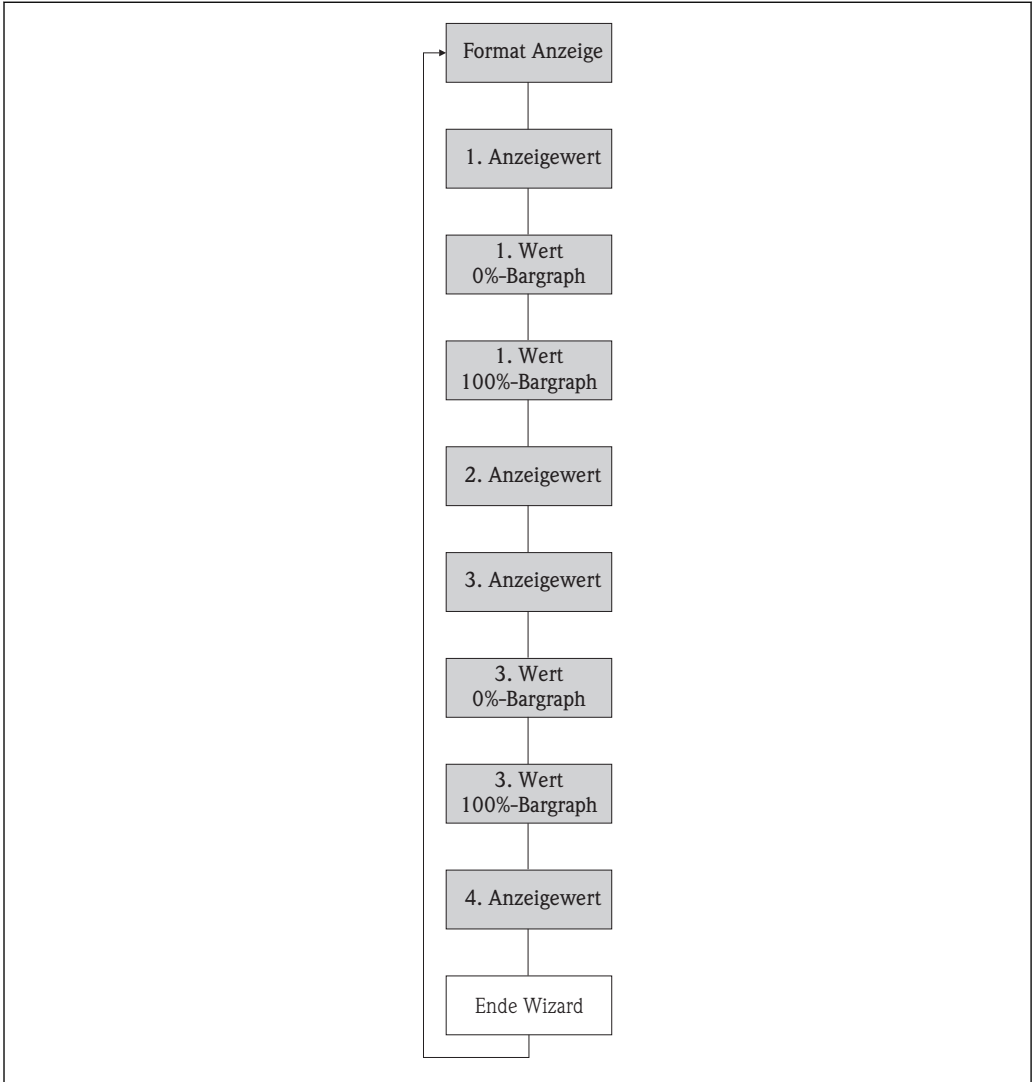 Format Anzeige
1. Anzeigewert
1. Wert
0%-Bargraph
1. Wert
100%-Bargraph
2. Anzeigewert
3. Anzeigewert
3. Wert
0%-Bargraph
3. Wert
100%-Bargraph
4. Anzeigewert
Ende Wizard